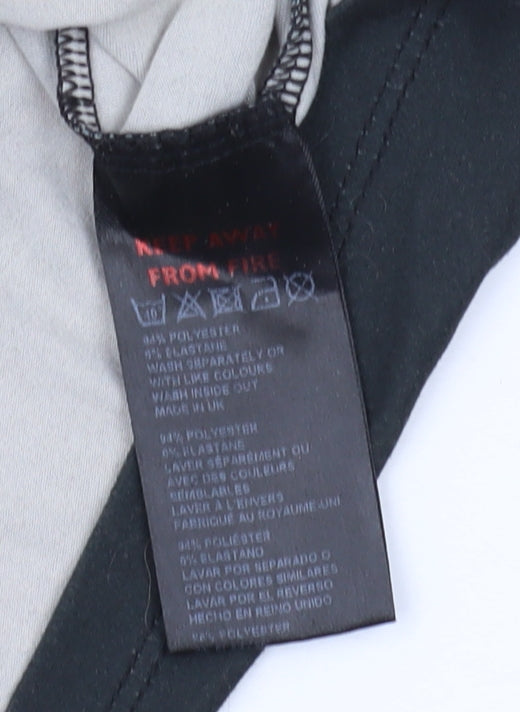 KEEP AWAY
FROM FIRE
94% POLYESTER
6% ELASTANE
WASH SEPARATELY OR
WITH LIKE COLOURS
WASH INSIDE OUT
MADE IN UK
94% POLYESTER
6% ELASTANE
LAVER SÉPARÉMENT OU
AVEC DES COULEURS
SEMBLABLES
LAVER À L'ENVERS
FABRIQUÉ AU ROYAUME-UNI
94% POLIÉSTER
6% ELASTANO
LAVAR POR SEPARADO O
CON COLORES SIMILARES
LAVAR POR EL REVERSO
HECHO EN REINO UNIDO
94% POLYESTER